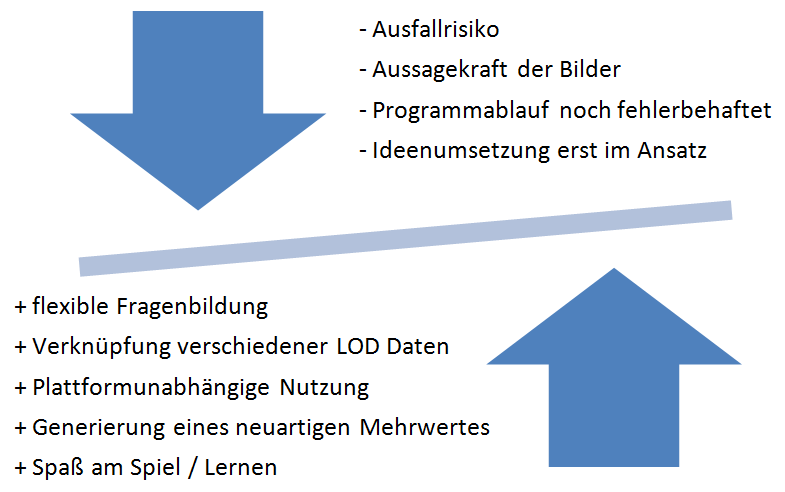 - Ausfallrisiko
- Aussagekraft der Bilder
- Programmablauf noch fehlerbehaftet
- Ideenumsetzung erst im Ansatz
+ flexible Fragenbildung
+ Verknüpfung verschiedener LOD Daten
+ Plattformunabhängige Nutzung
+ Generierung eines neuartigen Mehrwertes
+ Spaß am Spiel / Lernen